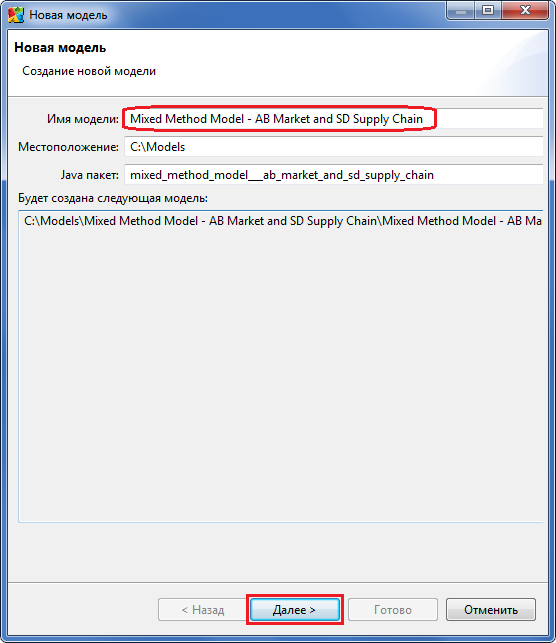 Новая модель
Новая модель
Создание новой модели
Имя модели: Mixed Method Model - AB Market and SD Supply Chain
Местоположение: C:\Models
Java пакет: mixed_method_model___ab_market_and_sd_supply_chain
Будет создана следующая модель:
C:\Models\Mixed Method Model - AB Market and SD Supply Chain\Mixed Method Model - AB Ma
< Назад Далее > Готово Отменить